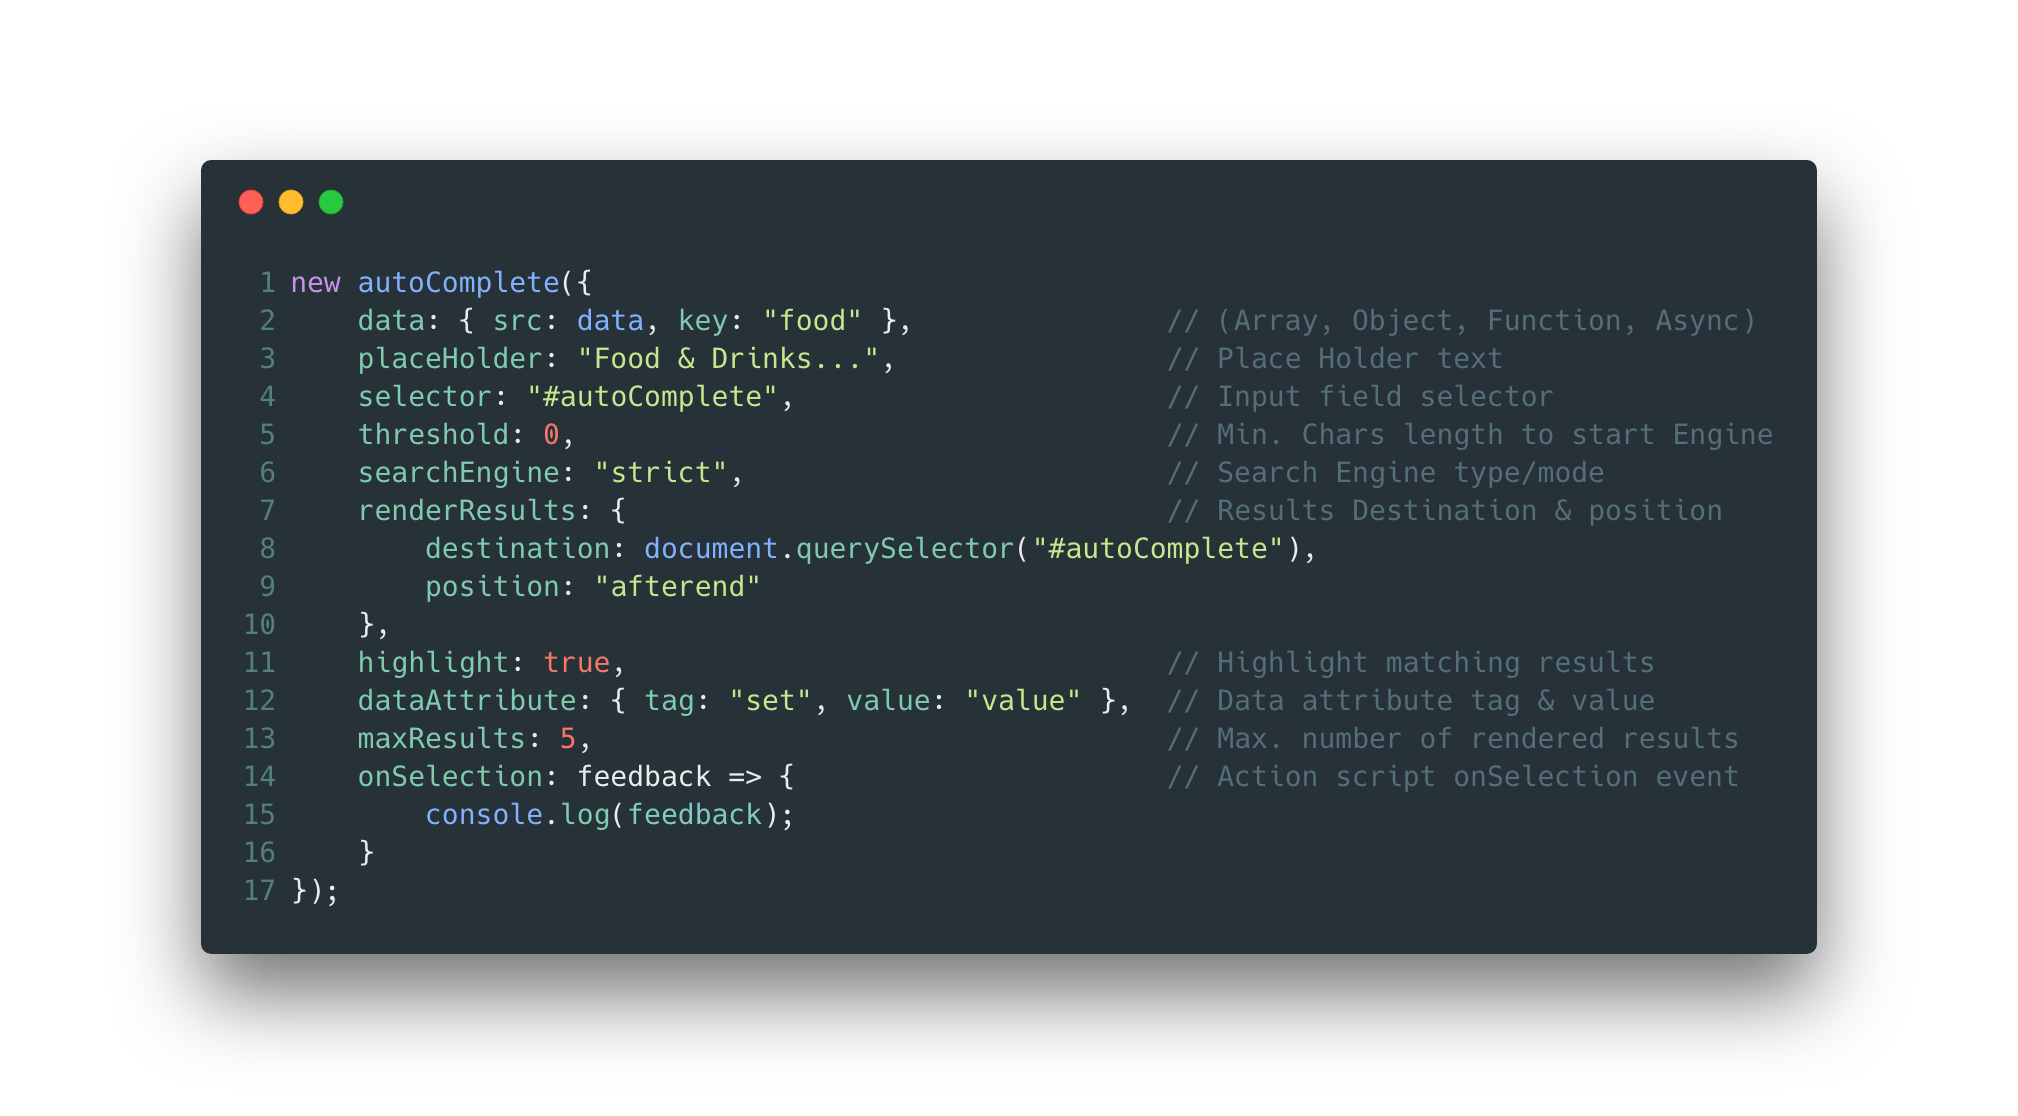 1 new autoComplete({
2     data: { src: data, key: "food" },               // (Array, Object, Function, Async)
3     placeHolder: "Food & Drinks...",                // Place Holder text
4     selector: "#autoComplete",                      // Input field selector
5     threshold: 0,                                   // Min. Chars length to start Engine
6     searchEngine: "strict",                         // Search Engine type/mode
7     renderResults: {                                // Results Destination & position
8         destination: document.querySelector("#autoComplete"),
9         position: "afterend"
10     },
11     highlight: true,                                // Highlight matching results
12     dataAttribute: { tag: "set", value: "value" },  // Data attribute tag & value
13     maxResults: 5,                                  // Max. number of rendered results
14     onSelection: feedback => {                      // Action script onSelection event
15         console.log(feedback);
16     }
17 });